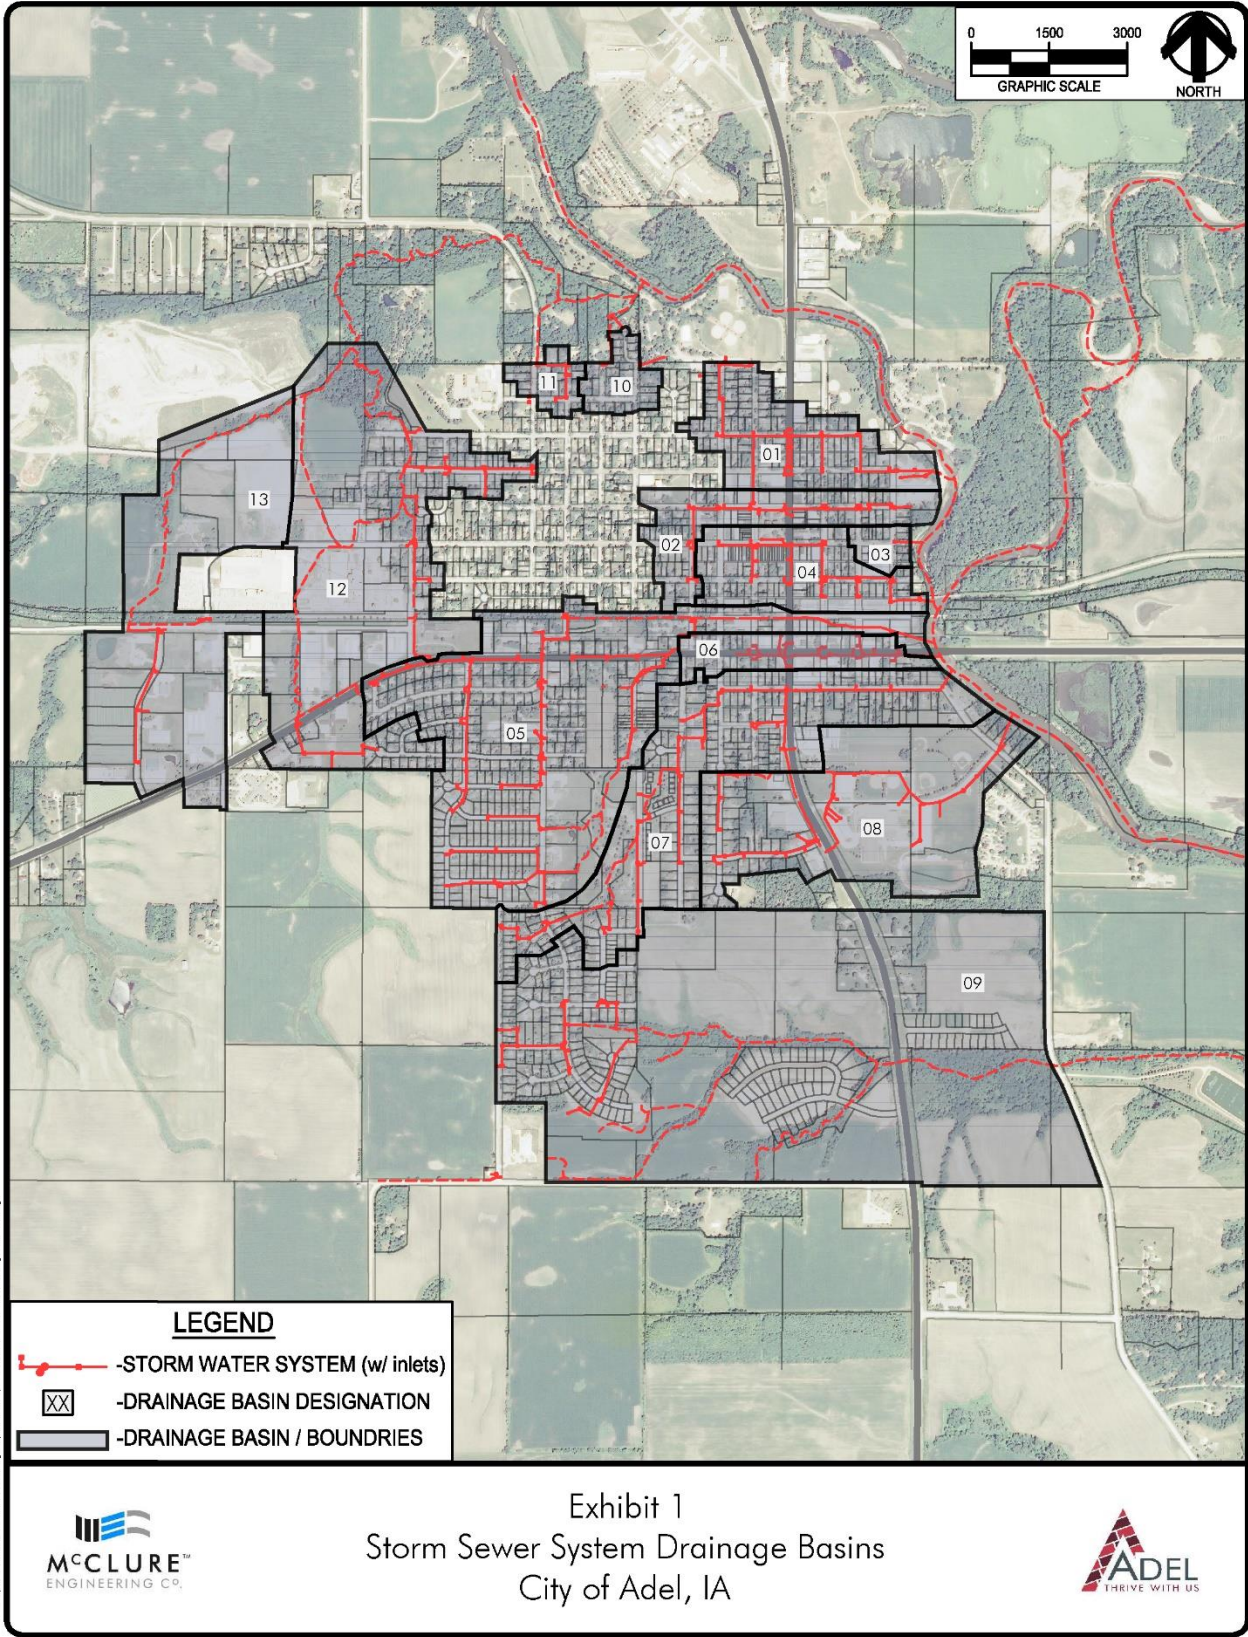 0 1500 3000
GRAPHIC SCALE
NORTH
11
10
01
13
02
03
04
12
06
05
07
08
09
LEGEND
-STORM WATER SYSTEM (w/ inlets)
XX -DRAINAGE BASIN DESIGNATION
-DRAINAGE BASIN / BOUNDRIES
McCLURE™
ENGINEERING CO.
Exhibit 1
Storm Sewer System Drainage Basins
City of Adel, IA
ADEL
THRIVE WITH US